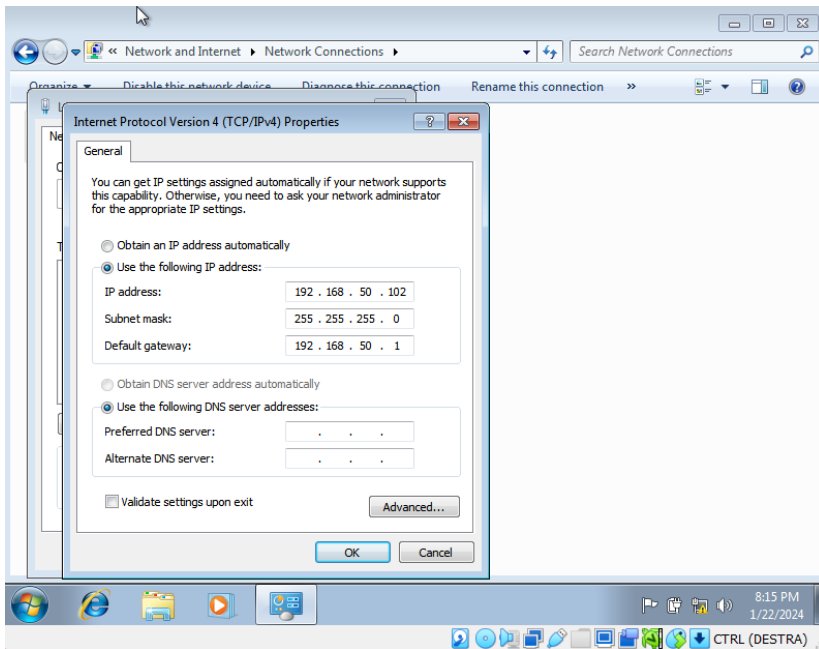 « Network and Internet Network Connections
Search Network Connections
Organize Disable this network device Diagnose this connection Rename this connection »
Internet Protocol Version 4 (TCP/IPv4) Properties
General
You can get IP settings assigned automatically if your network supports
this capability. Otherwise, you need to ask your network administrator
for the appropriate IP settings.
Obtain an IP address automatically
Use the following IP address:
IP address: 192 . 168 . 50 . 102
Subnet mask: 255 . 255 . 255 . 0
Default gateway: 192 . 168 . 50 . 1
Obtain DNS server address automatically
Use the following DNS server addresses:
Preferred DNS server: . . .
Alternate DNS server: . . .
Validate settings upon exit
Advanced...
OK Cancel
8:15 PM
1/22/2024
CTRL (DESTRA)